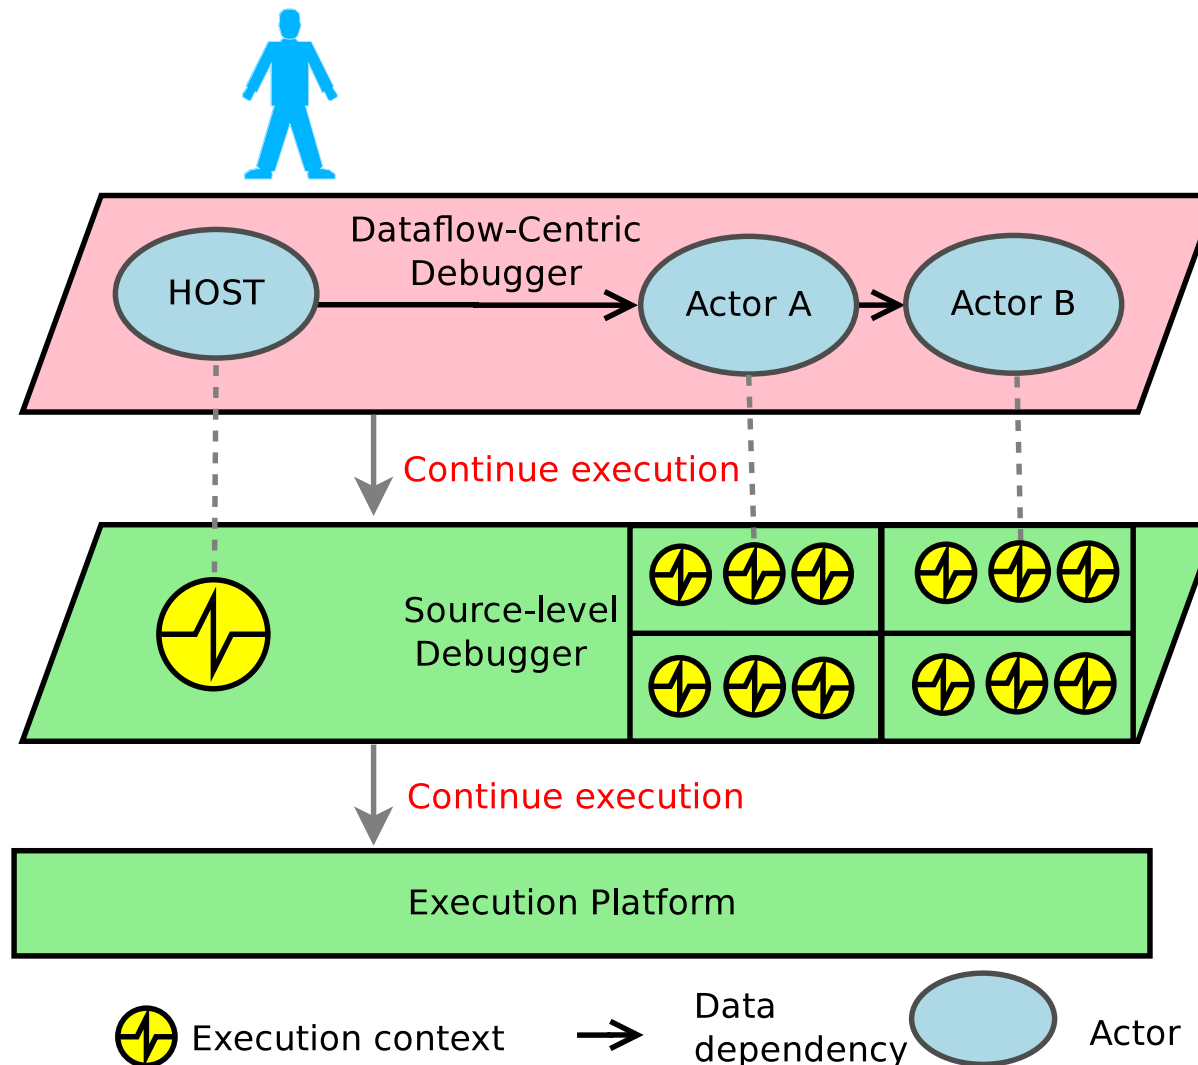 Dataflow-Centric
Debugger
HOST
Actor A
Actor B
Continue execution
Source-level
Debugger
Continue execution
Execution Platform
Execution context
Data
dependency
Actor